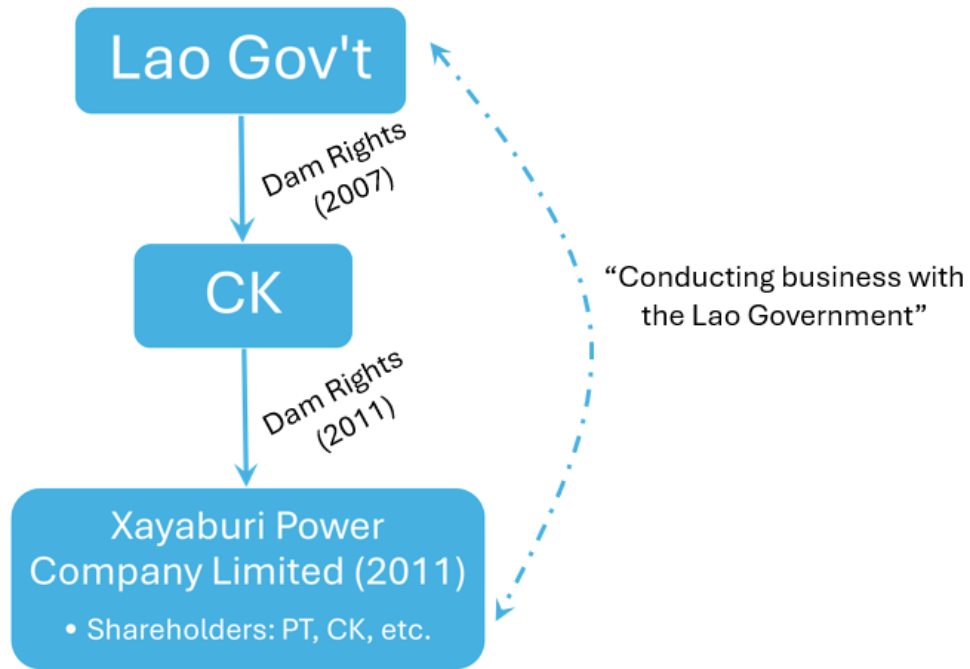 Lao Gov't
Dam Rights
(2007)
CK
“Conducting business with
the Lao Government”
Dam Rights
(2011)
Xayaburi Power
Company Limited (2011)
• Shareholders: PT, CK, etc.